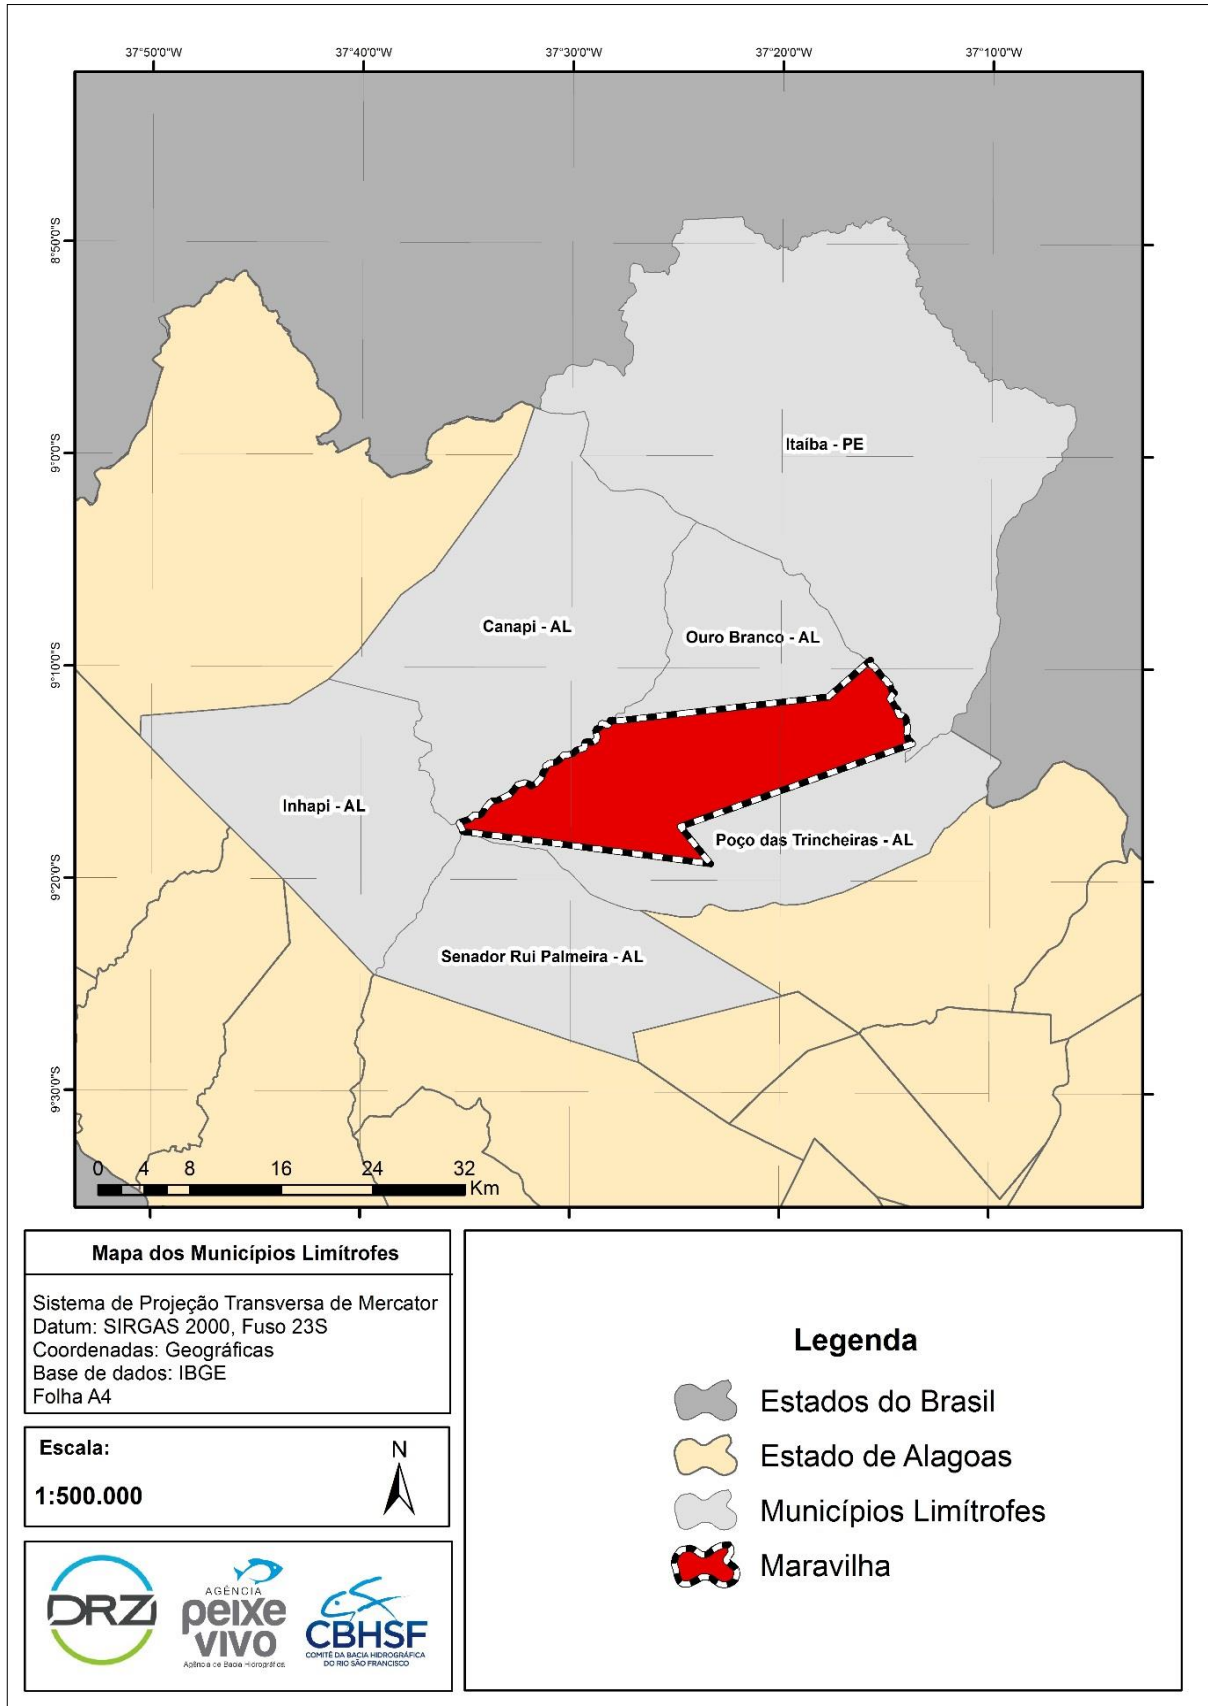 37°50'0"W
37°40'0"W
37°30'0"W
37°20'0"W
37°10'0"W
8°50'0"S
9°0'0"S
9°10'0"S
9°20'0"S
9°30'0"S
Itaíba - PE
Canapi - AL
Ouro Branco - AL
Inhapi - AL
Poço das Trincheiras - AL
Senador Rui Palmeira - AL
0 4 8 16 24 32
Km
Mapa dos Municípios Limítrofes
Sistema de Projeção Transversa de Mercator
Datum: SIRGAS 2000, Fuso 23S
Coordenadas: Geográficas
Base de dados: IBGE
Folha A4
Escala:
1:500.000
N
DRZ
AGÊNCIA
peixe
vivo
Agência de Bacia Hidrográfica
CBHSF
COMITÊ DA BACIA HIDROGRÁFICA
DO RIO SÃO FRANCISCO
Legenda
Estados do Brasil
Estado de Alagoas
Municípios Limítrofes
Maravilha